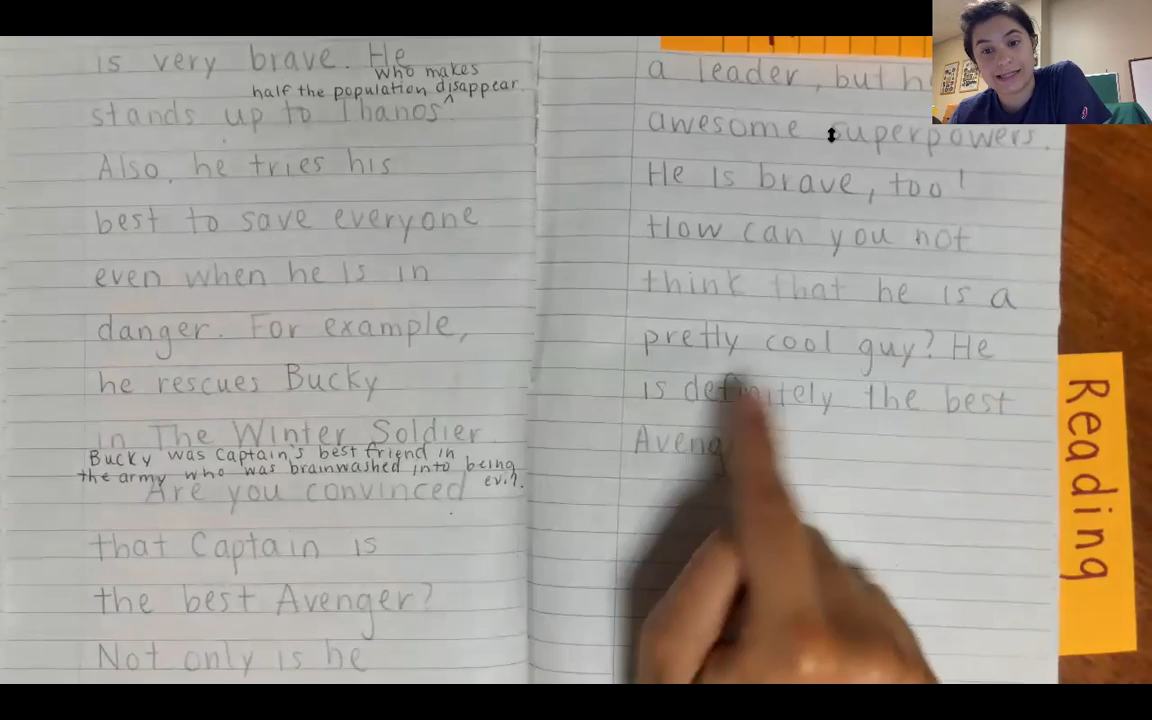 is very brave. He
who makes
half the population disappear
stands up to Thanos^.
Also, he tries his
best to save everyone
even when he is in
danger. For example,
he rescues Bucky
in The Winter Soldier
Bucky was Captain's best friend in
the army who was brainwashed into being
evil.
Are you convinced
that Captain is
the best Avenger?
Not only is he
a leader, but
awesome superpowers.
He is brave, too!
How can you not
think that he is a
pretty cool guy? He
is definitely the best
Reading